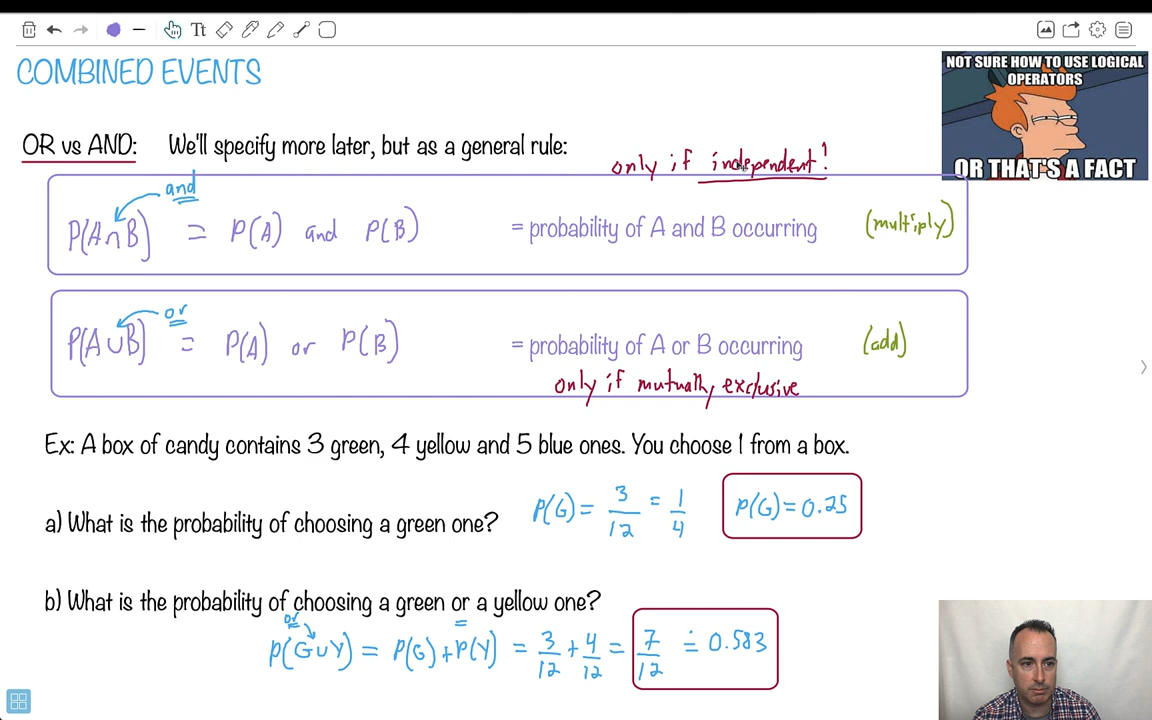 Tt
COMBINED EVENTS
NOT SURE HOW TO USE LOGICAL
OPERATORS
OR THAT'S A FACT
OR vs AND: We'll specify more later, but as a general rule:
only if independent!
and
P(A∩B) = P(A) and P(B) = probability of A and B occurring (multiply)
or
P(A∪B) = P(A) or P(B) = probability of A or B occurring (add)
only if mutually exclusive
Ex: A box of candy contains 3 green, 4 yellow and 5 blue ones. You choose 1 from a box.
a) What is the probability of choosing a green one? P(G) = 3/12 = 1/4 P(G) = 0.25
b) What is the probability of choosing a green or a yellow one?
or
P(G∪Y) = P(G) + P(Y) = 3/12 + 4/12 = 7/12 ≐ 0.583